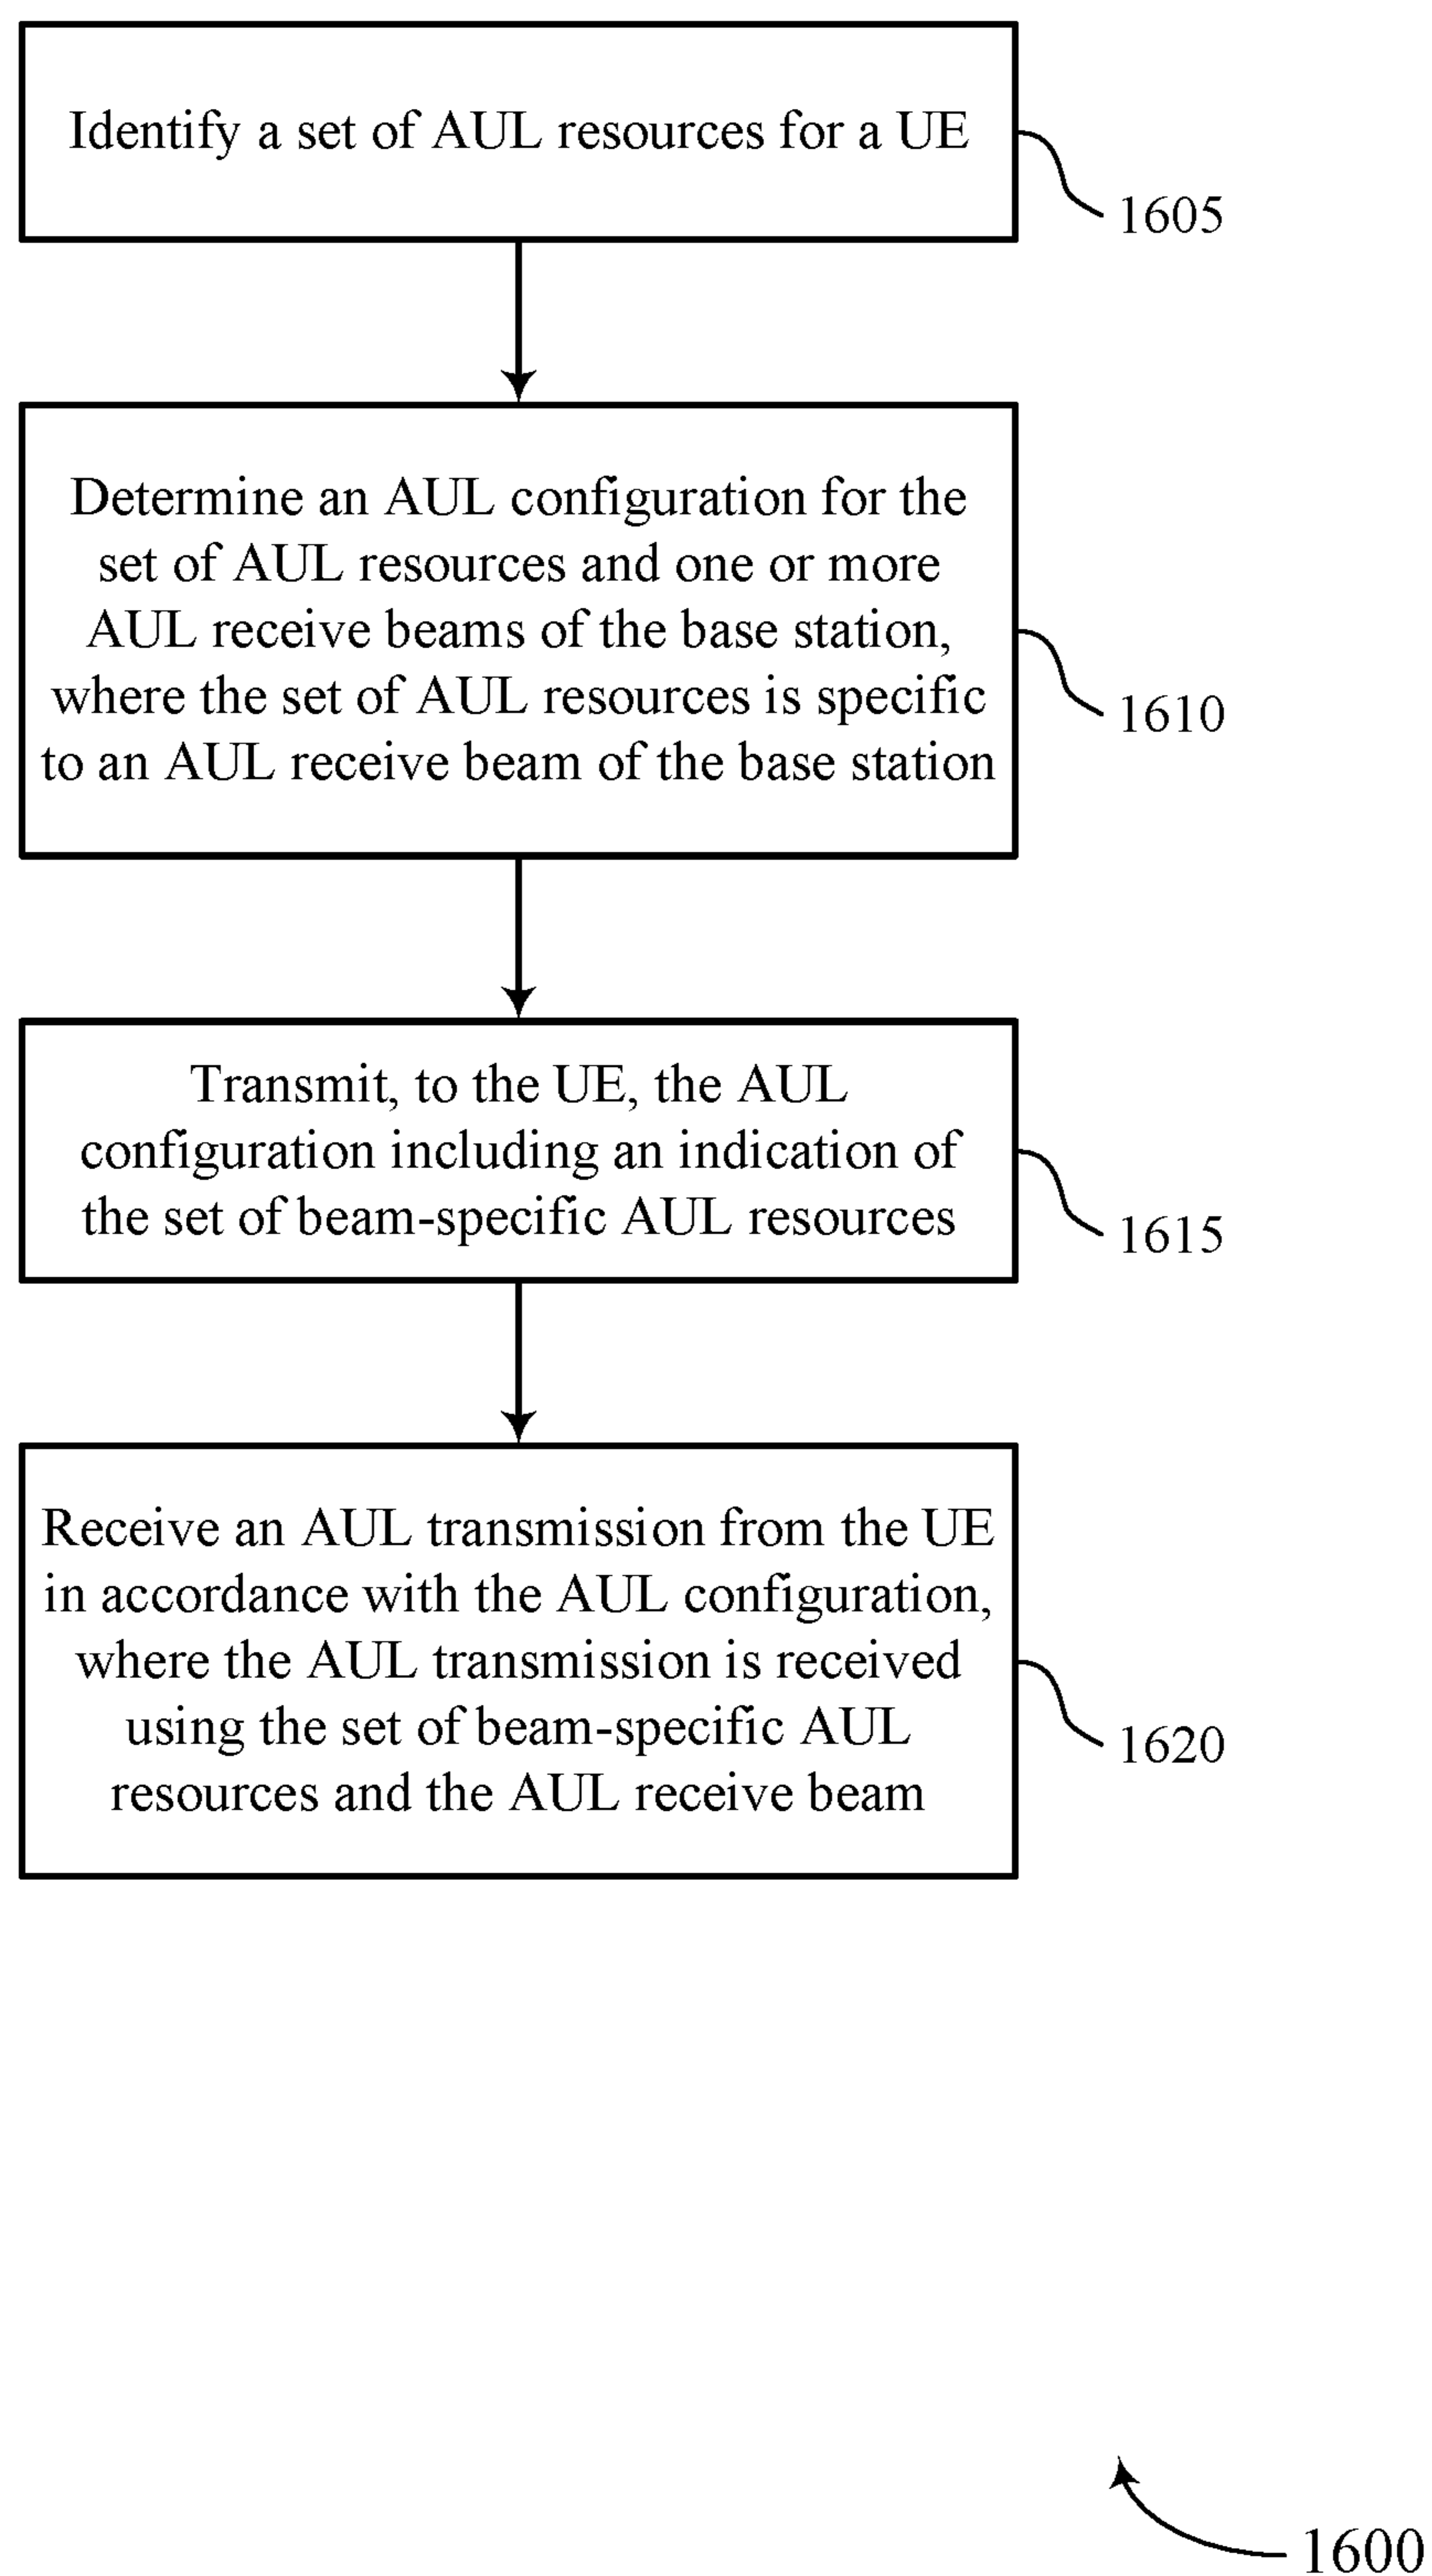 Identify a set of AUL resources for a UE
1605
Determine an AUL configuration for the
set of AUL resources and one or more
AUL receive beams of the base station,
where the set of AUL resources is specific
to an AUL receive beam of the base station
1610
Transmit, to the UE, the AUL
configuration including an indication of
the set of beam-specific AUL resources
1615
Receive an AUL transmission from the UE
in accordance with the AUL configuration,
where the AUL transmission is received
using the set of beam-specific AUL
resources and the AUL receive beam
1620
1600